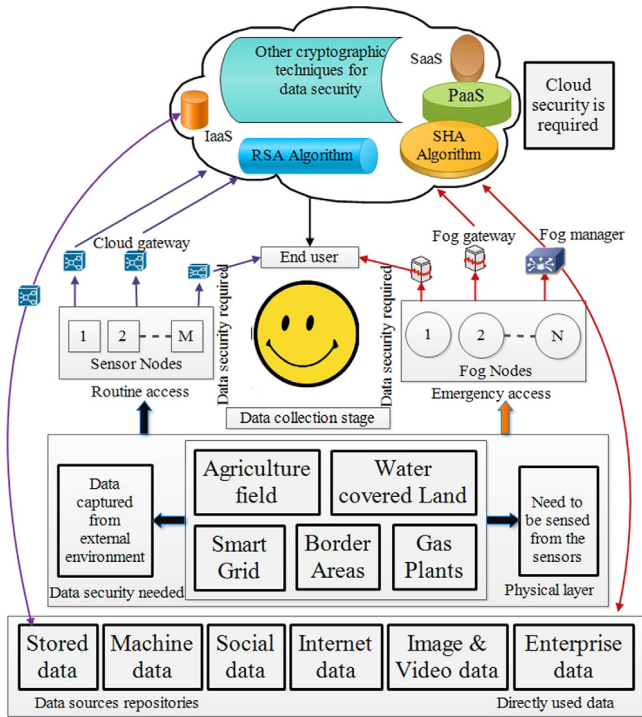 Other cryptographic
techniques for
data security
SaaS
PaaS
IaaS
RSA Algorithm
SHA
Algorithm
Cloud
security is
required
Cloud gateway
End user
Fog
gateway
Fog manager
Data security required
Data security required
1
2
M
Sensor Nodes
1
2
N
Fog Nodes
Routine access
Emergency access
Data collection stage
Data
captured
from
external
environment
Agriculture
field
Water
covered Land
Smart
Grid
Border
Areas
Gas
Plants
Need to
be sensed
from the
sensors
Data security needed
Physical layer
Stored
data
Machine
data
Social
data
Internet
data
Image &
Video data
Enterprise
data
Data sources repositories
Directly used data